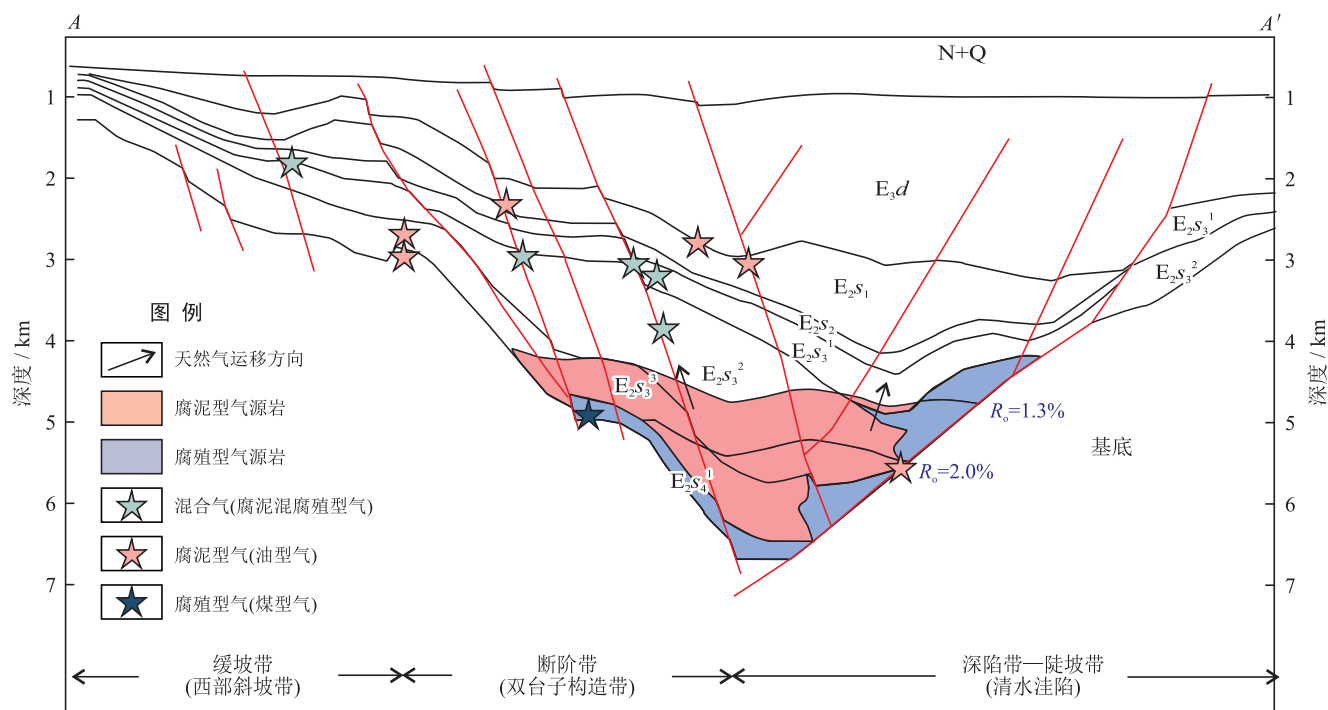 A
A′
N+Q
1
1
E₃d
2
2
E₂s₃¹
E₂s₃²
3
3
E₂s₁
图 例
E₂s₂
4
4
E₂s₃¹
深度 / km
深度 / km
天然气运移方向
E₂s₃²
E₂s₃³
腐泥型气源岩
Rₒ=1.3%
5
5
基底
腐殖型气源岩
Rₒ=2.0%
E₂s₄¹
6
6
混合气(腐泥混腐殖型气)
腐泥型气(油型气)
7
7
腐殖型气(煤型气)
缓坡带
(西部斜坡带)
断阶带
(双台子构造带)
深陷带—陡坡带
(清水洼陷)